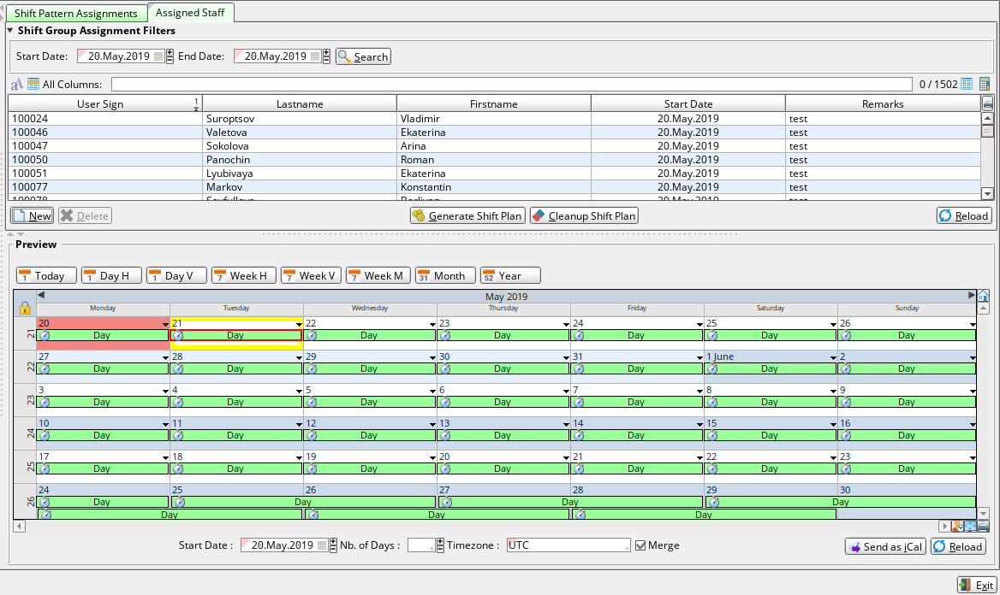 Shift Pattern Assignments Assigned Staff
Shift Group Assignment Filters
Start Date: 20.May.2019 End Date: 20.May.2019 Search
All Columns: 0 / 1502
User Sign 1 Lastname Firstname Start Date Remarks
100024 Suroptsov Vladimir 20.May.2019 test
100046 Valetova Ekaterina 20.May.2019 test
100047 Sokolova Arina 20.May.2019 test
100050 Panochin Roman 20.May.2019 test
100051 Lyubivaya Ekaterina 20.May.2019 test
100077 Markov Konstantin 20.May.2019 test
New Delete Generate Shift Plan Cleanup Shift Plan Reload
Preview
1 Today 1 Day H 1 Day V 7 Week H 7 Week V 7 Week M 31 Month 52 Year
May 2019
Monday Tuesday Wednesday Thursday Friday Saturday Sunday
21 20 21 22 23 24 25 26
Day Day Day Day Day Day Day
22 27 28 29 30 31 1 June 2
Day Day Day Day Day Day Day
23 3 4 5 6 7 8 9
Day Day Day Day Day Day Day
24 10 11 12 13 14 15 16
Day Day Day Day Day Day Day
25 17 18 19 20 21 22 23
Day Day Day Day Day Day Day
26 24 25 26 27 28 29 30
Day Day Day Day
Day Day Day
Start Date : 20.May.2019 Nb. of Days : Timezone : UTC Merge Send as iCal Reload
Exit